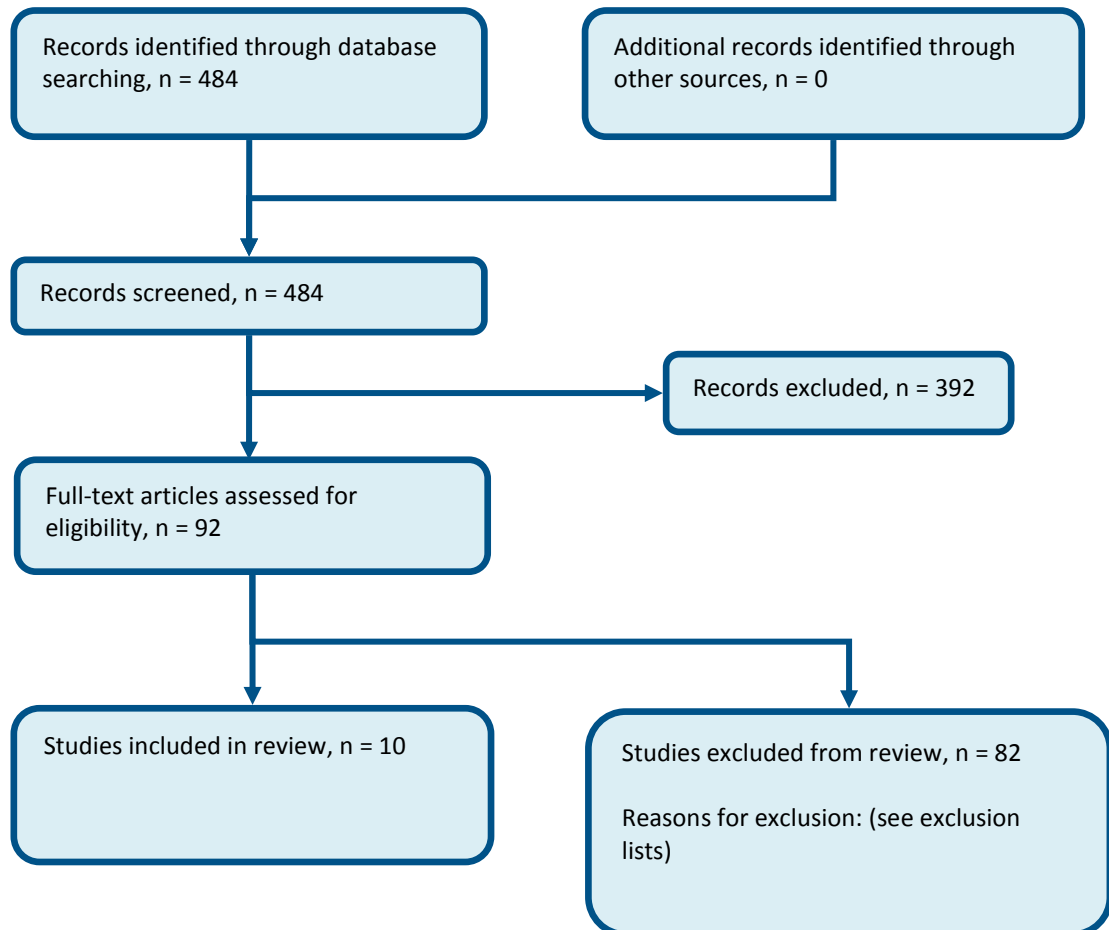 Records identified through database
searching, n = 484
Additional records identified through
other sources, n = 0
Records screened, n = 484
Records excluded, n = 392
Full-text articles assessed for
eligibility, n = 92
Studies included in review, n = 10
Studies excluded from review, n = 82
Reasons for exclusion: (see exclusion
lists)